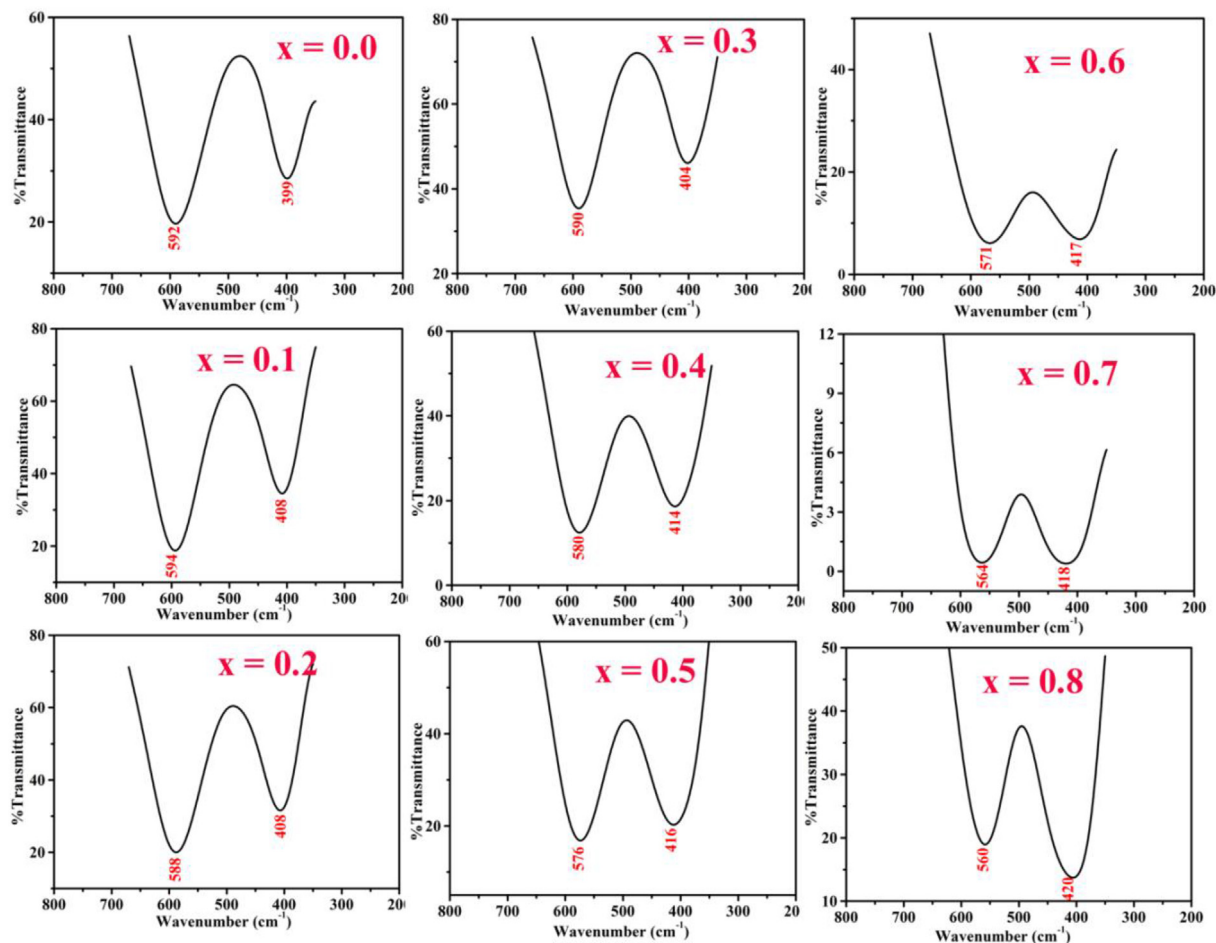 60
40
20
%Transmittance
x = 0.0
592
399
800 700 600 500 400 300 200
Wavenumber (cm-1)
80
60
40
20
%Transmittance
x = 0.3
590
404
800 700 600 500 400 300 200
Wavenumber (cm-1)
40
20
0
%Transmittance
x = 0.6
571
417
800 700 600 500 400 300 200
Wavenumber (cm-1)
80
60
40
20
%Transmittance
x = 0.1
594
408
800 700 600 500 400 300 200
Wavenumber (cm-1)
60
40
20
0
%Transmittance
x = 0.4
580
414
800 700 600 500 400 300 200
Wavenumber (cm-1)
12
9
6
3
0
%Transmittance
x = 0.7
564
418
800 700 600 500 400 300 200
Wavenumber (cm-1)
80
60
40
20
%Transmittance
x = 0.2
588
408
800 700 600 500 400 300 200
Wavenumber (cm-1)
60
40
20
%Transmittance
x = 0.5
576
416
800 700 600 500 400 300 20
Wavenumber (cm-1)
50
40
30
20
10
%Transmittance
x = 0.8
560
420
800 700 600 500 400 300 200
Wavenumber (cm-1)